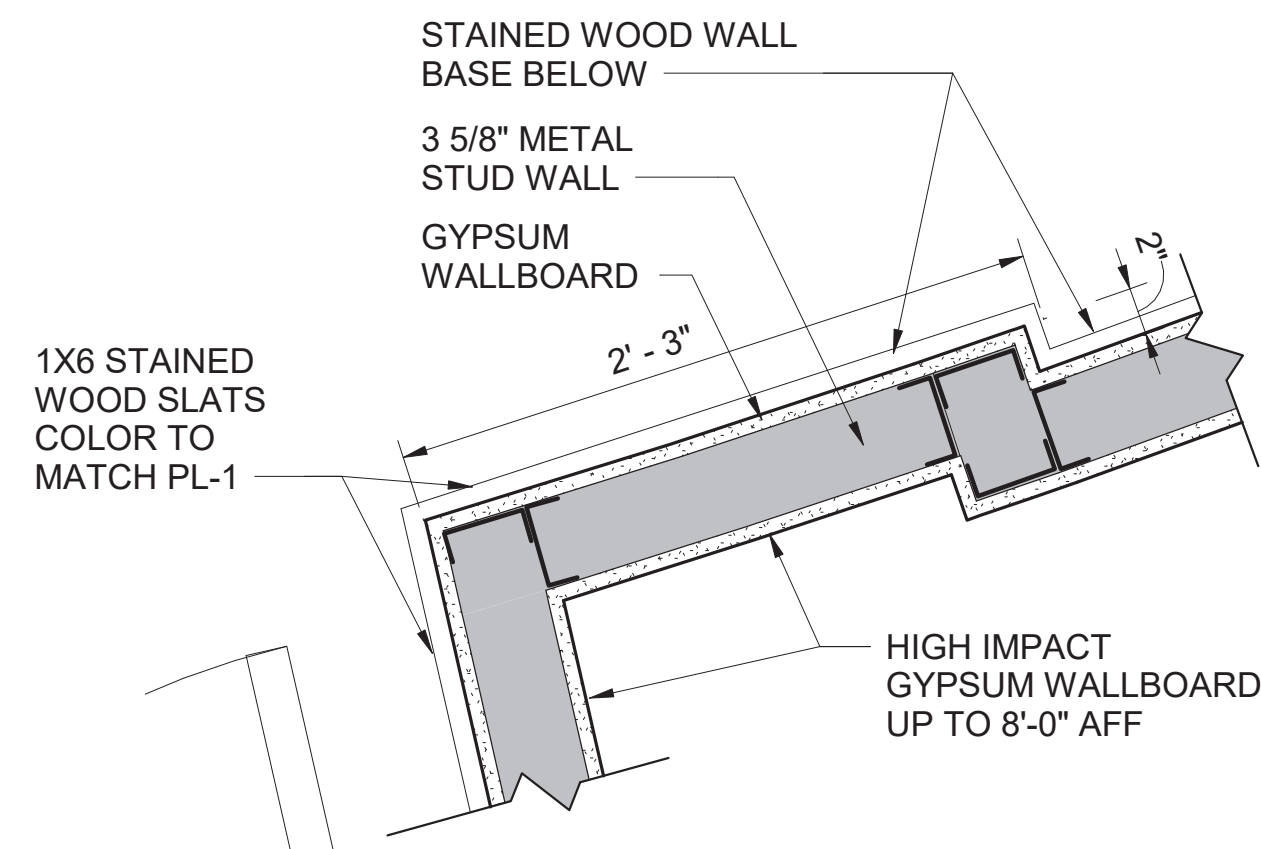 STAINED WOOD WALL
BASE BELOW
3 5/8" METAL
STUD WALL
GYPSUM
WALLBOARD
2"
2' - 3"
1X6 STAINED
WOOD SLATS
COLOR TO
MATCH PL-1
HIGH IMPACT
GYPSUM WALLBOARD
UP TO 8'-0" AFF